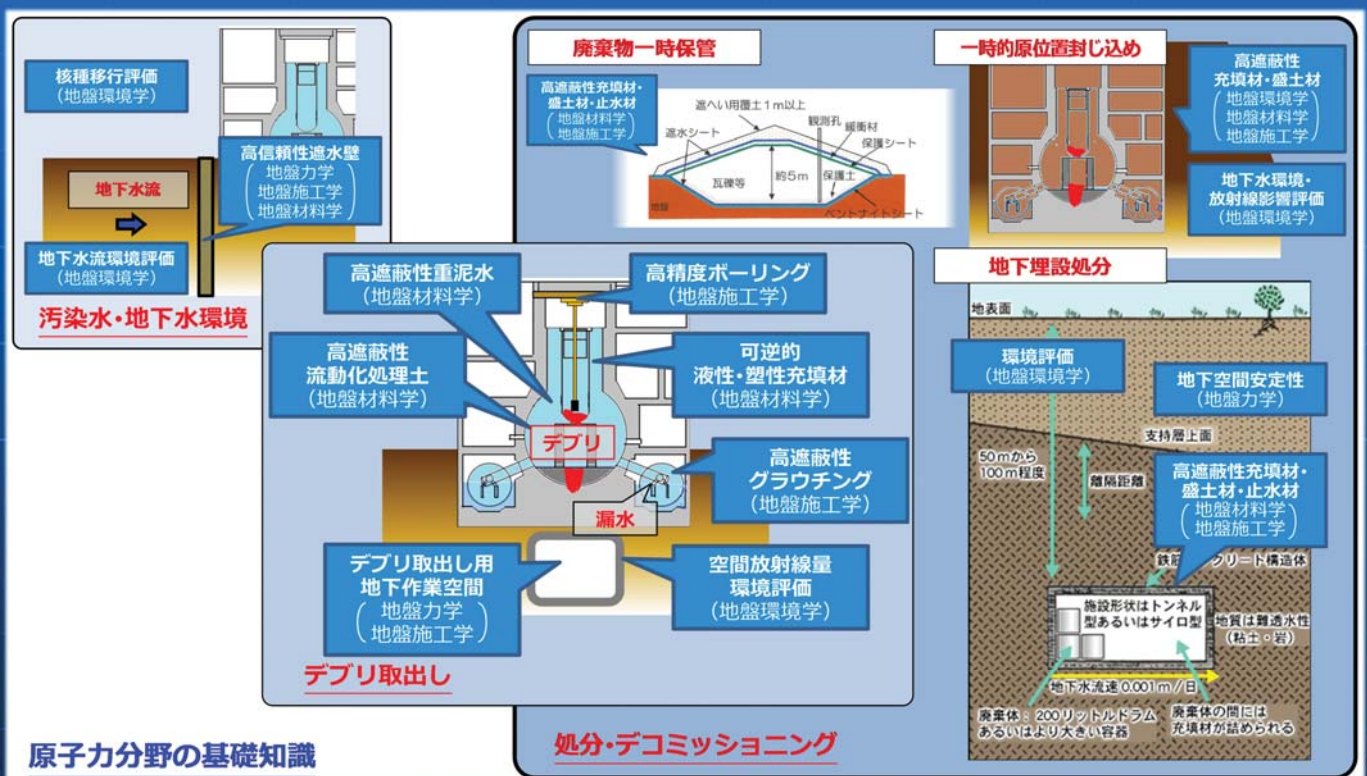 核種移行評価
(地盤環境学)
高信頼性遮水壁
(地盤力学
地盤施工学
地盤材料学)
地下水流
地下水流環境評価
(地盤環境学)
汚染水・地下水環境
廃棄物一時保管
高遮蔽性充填材・
盛土材・止水材
(地盤材料学
地盤施工学)
遮へい用覆土1m以上
遮水シート
観測孔
緩衝材
保護シート
瓦礫等
約5m
保護土
地盤
ベントナイトシート
一時的原位置封じ込め
高遮蔽性
充填材・盛土材
(地盤環境学
地盤材料学
地盤施工学)
地下水環境・
放射線影響評価
(地盤環境学)
高遮蔽性重泥水
(地盤材料学)
高精度ボーリング
(地盤施工学)
高遮蔽性
流動化処理土
(地盤材料学)
可逆的
液性・塑性充填材
(地盤材料学)
デブリ
高遮蔽性
グラウチング
(地盤施工学)
漏水
デブリ取出し用
地下作業空間
(地盤力学
地盤施工学)
空間放射線量
環境評価
(地盤環境学)
デブリ取出し
地下埋設処分
地表面
環境評価
(地盤環境学)
地下空間安定性
(地盤力学)
支持層上面
50mから
100m程度
離隔距離
高遮蔽性充填材・
盛土材・止水材
(地盤材料学
地盤施工学)
クリート構造体
施設形状はトンネル
型あるいはサイロ型
地質は難透水性
(粘土・岩)
地下水流速0.001m/日
廃棄体:200リットルドラム
あるいはより大きい容器
廃棄体の間には
充填材が詰められる
処分・デコミッショニング
原子力分野の基礎知識